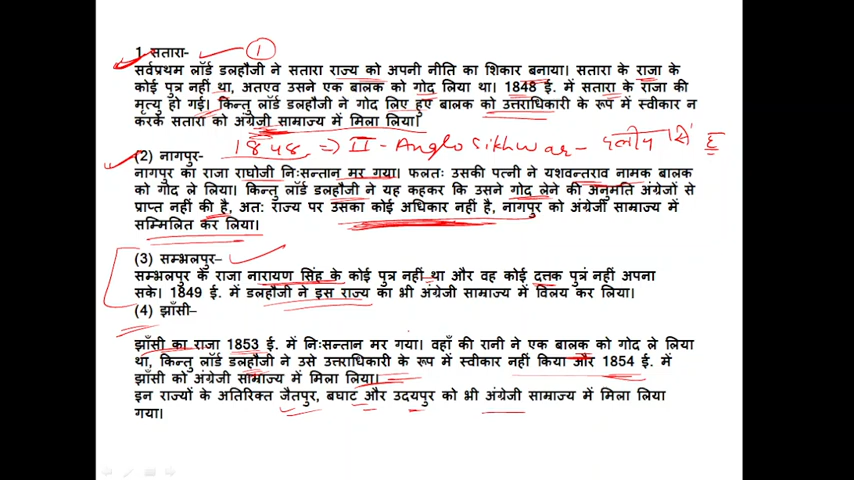 1 सतारा- 1
सर्वप्रथम लॉर्ड डलहौजी ने सतारा राज्य को अपनी नीति का शिकार बनाया। सतारा के राजा के
कोई पुत्र नहीं था, अतएव उसने एक बालक को गोद लिया था। 1848 ई. में सतारा के राजा की
मृत्यु हो गई। किन्तु लॉर्ड डलहौजी ने गोद लिए हुए बालक को उत्तराधिकारी के रूप में स्वीकार न
करके सतारा को अंग्रेजी साम्राज्य में मिला लिया।
1848 => II - Anglo Sikh war -
(2) नागपुर-
नागपुर का राजा राघोजी निःसन्तान मर गया। फलतः उसकी पत्नी ने यशवन्तराव नामक बालक
को गोद ले लिया। किन्तु लॉर्ड डलहौजी ने यह कहकर कि उसने गोद लेने की अनुमति अंग्रेजों से
प्राप्त नहीं की है, अत: राज्य पर उसका कोई अधिकार नहीं है, नागपुर को अंग्रेजी साम्राज्य में
सम्मिलित कर लिया।
(3) सम्भलपुर-
सम्भलपुर के राजा नारायण सिंह के कोई पुत्र नहीं था और वह कोई दत्तक पुत्र नहीं अपना
सके। 1849 ई. में डलहौजी ने इस राज्य का भी अंग्रेजी साम्राज्य में विलय कर लिया।
(4) झाँसी-
झाँसी का राजा 1853 ई. में निःसन्तान मर गया। वहाँ की रानी ने एक बालक को गोद ले लिया
था, किन्तु लॉर्ड डलहौजी ने उसे उत्तराधिकारी के रूप में स्वीकार नहीं किया और 1854 ई. में
झाँसी को अंग्रेजी साम्राज्य में मिला लिया।
इन राज्यों के अतिरिक्त जैतपुर, बघाट और उदयपुर को भी अंग्रेजी साम्राज्य में मिला लिया
गया।